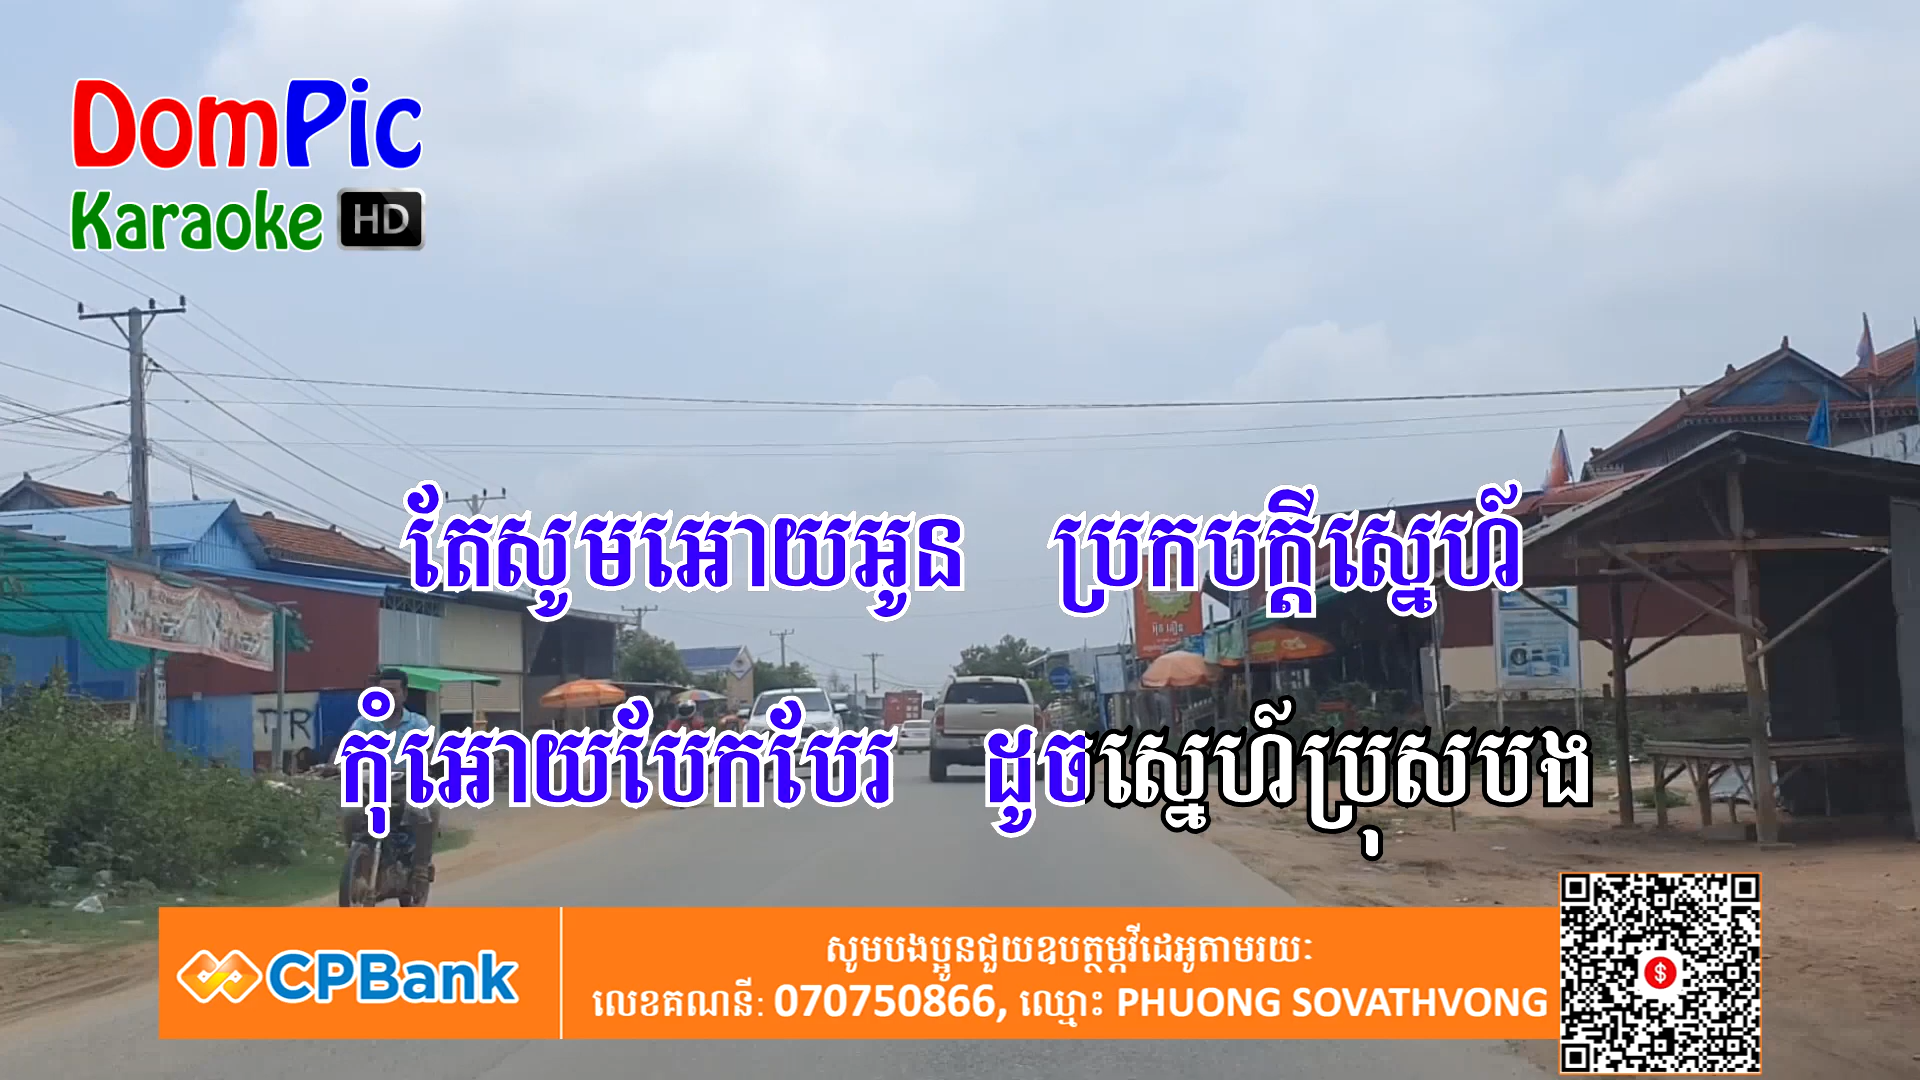 DomPic
Karaoke HD
តែសូមអោយអូន ប្រកបក្ដីស្នេហ៍
កុំអោយបែកបែរ ដូចស្នេហ៍ប្រុសបង
TR
CPBank
សូមបងប្អូនជួយឧបត្ថម្ភវីដេអូតាមរយៈ
លេខគណនី: 070750866, ឈ្មោះ PHUONG SOVATHVONG